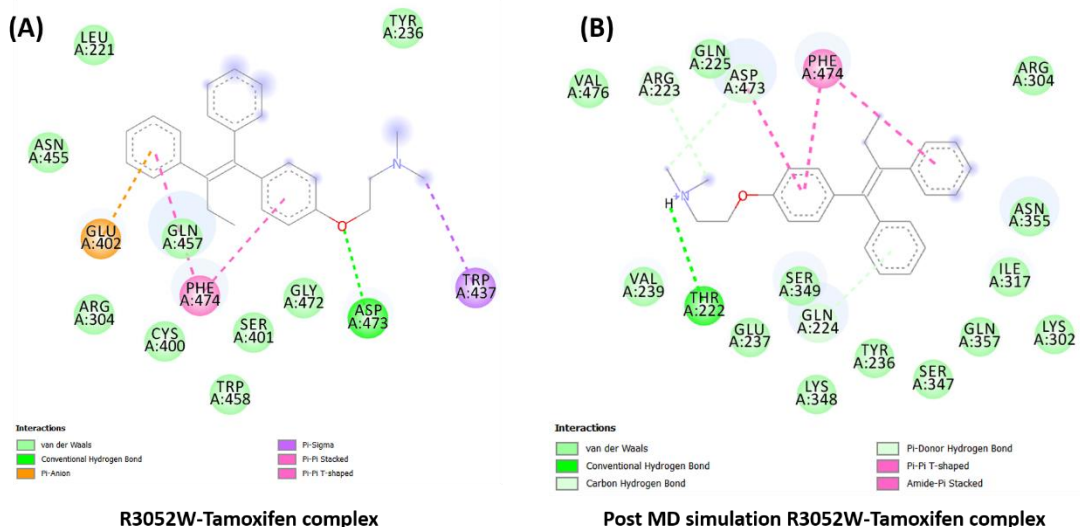 (A)
TYR
A:236
LEU
A:221
ASN
A:455
N
O
GLU
A:402
GLN
A:457
PHE
A:474
TRP
A:437
ARG
A:304
CYS
A:400
SER
A:401
GLY
A:472
ASP
A:473
TRP
A:458
Interactions
van der Waals
Conventional Hydrogen Bond
Pi-Anion
Pi-Sigma
Pi-Pi Stacked
Pi-Pi T-shaped
R3052W-Tamoxifen complex
(B)
VAL
A:476
ARG
A:223
GLN
A:225
ASP
A:473
PHE
A:474
ARG
A:304
H
N+
O
ASN
A:355
VAL
A:239
THR
A:222
SER
A:349
GLN
A:224
ILE
A:317
GLU
A:237
TYR
A:236
GLN
A:357
LYS
A:302
LYS
A:348
SER
A:347
Interactions
van der Waals
Conventional Hydrogen Bond
Carbon Hydrogen Bond
Pi-Donor Hydrogen Bond
Pi-Pi T-shaped
Amide-Pi Stacked
Post MD simulation R3052W-Tamoxifen complex